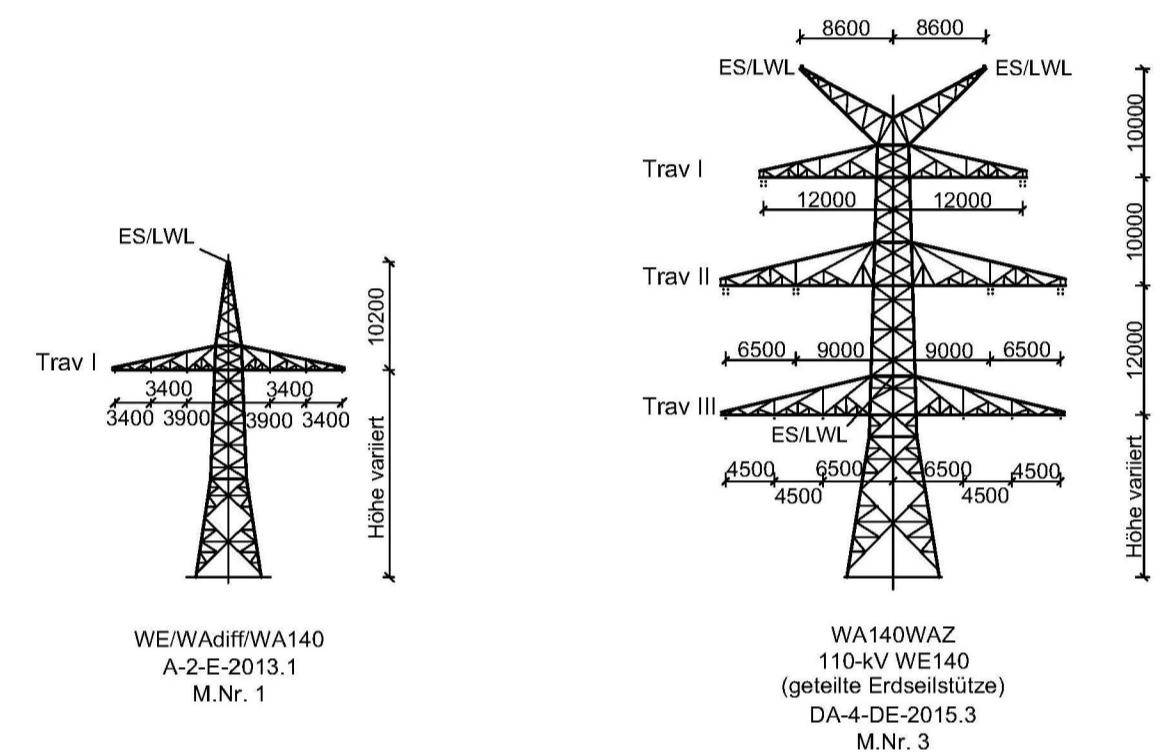 ES/LWL
10200
Trav I
3400 3400
3400 3900 3900 3400
Höhe variiert
WE/WAdiff/WA140
A-2-E-2013.1
M.Nr. 1
8600 8600
ES/LWL ES/LWL
10000
Trav I
12000 12000
10000
Trav II
6500 9000 9000 6500
12000
Trav III
ES/LWL
4500 6500 6500 4500
4500 4500
Höhe variiert
WA140WAZ
110-kV WE140
(geteilte Erdseilstütze)
DA-4-DE-2015.3
M.Nr. 3